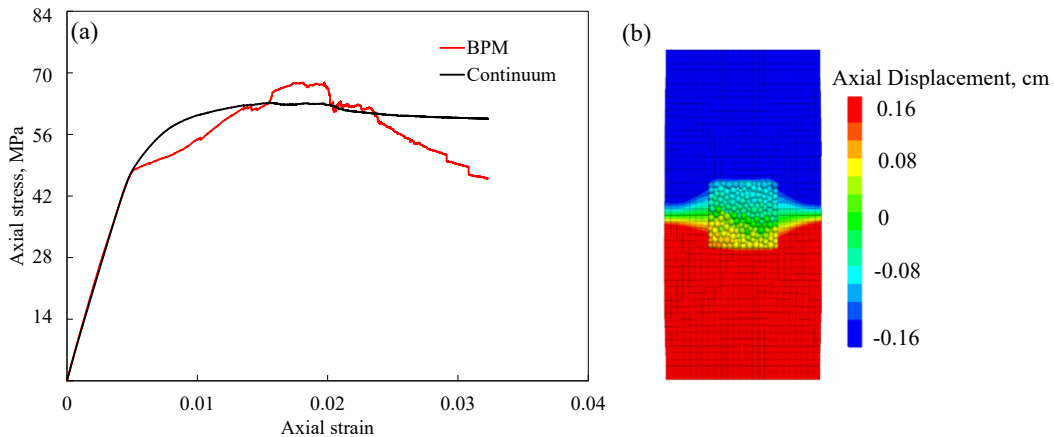 (a)
BPM
Continuum
84
70
56
42
28
14
0
0.01
0.02
0.03
0.04
Axial stress, MPa
Axial strain
(b)
Axial Displacement, cm
0.16
0.08
0
-0.08
-0.16